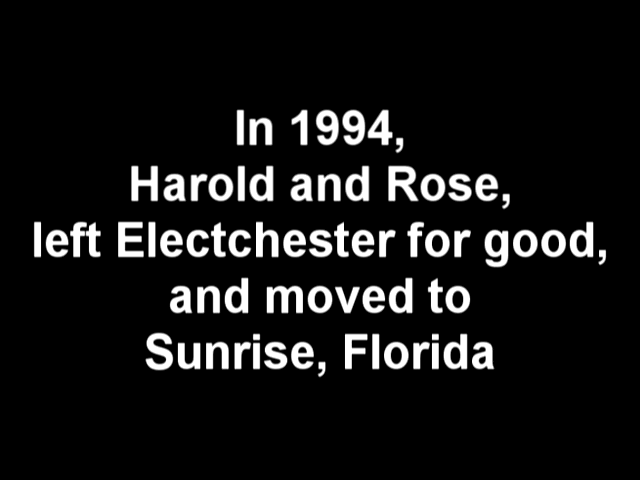 In 1994,
Harold and Rose,
left Electchester for good,
and moved to
Sunrise, Florida